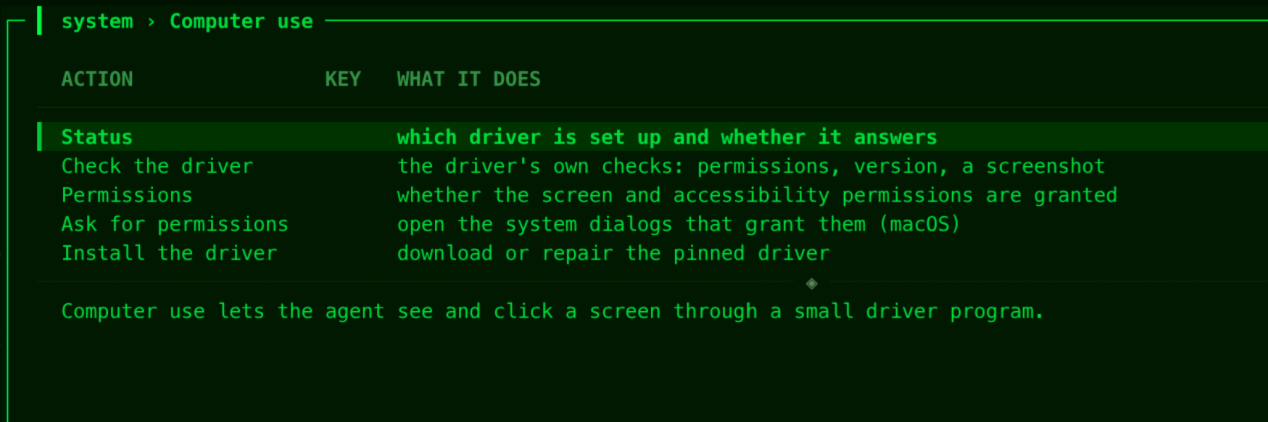 system › Computer use
ACTION KEY WHAT IT DOES
Status which driver is set up and whether it answers
Check the driver the driver's own checks: permissions, version, a screenshot
Permissions whether the screen and accessibility permissions are granted
Ask for permissions open the system dialogs that grant them (macOS)
Install the driver download or repair the pinned driver
Computer use lets the agent see and click a screen through a small driver program.